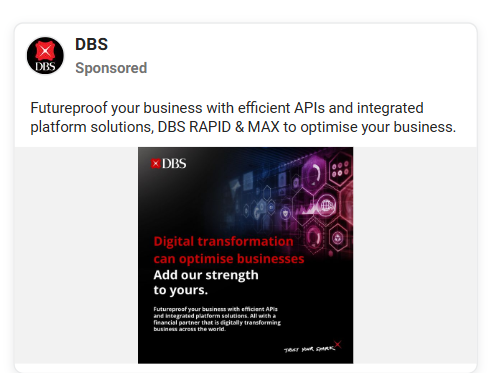 DBS
Sponsored
DBS
Futureproof your business with efficient APIs and integrated
platform solutions, DBS RAPID & MAX to optimise your business.
DBS
Digital transformation
can optimise businesses
Add our strength
to yours.
Futureproof your business with efficient APIs
and integrated platform solutions. All with a
financial partner that is digitally transforming
business across the world.
TRUST YOUR SPARK